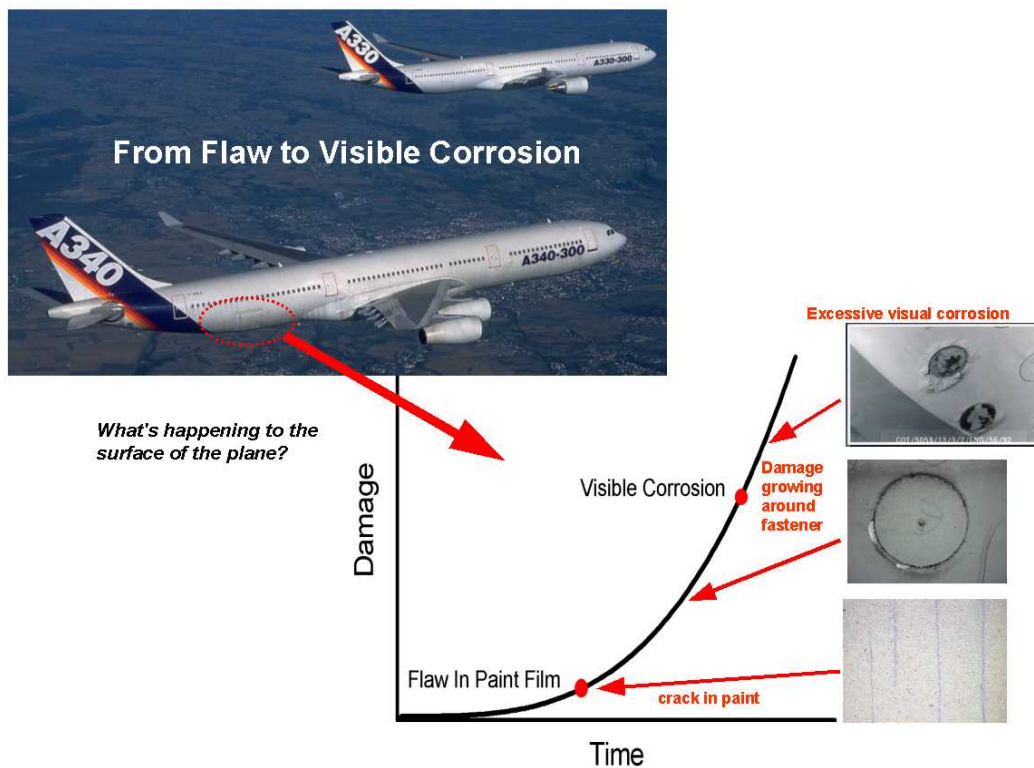 A330
A330-300
From Flaw to Visible Corrosion
A340
A340-300
Excessive visual corrosion
What's happening to the
surface of the plane?
Visible Corrosion
Damage
growing
around
fastener
Damage
Flaw In Paint Film
crack in paint
Time